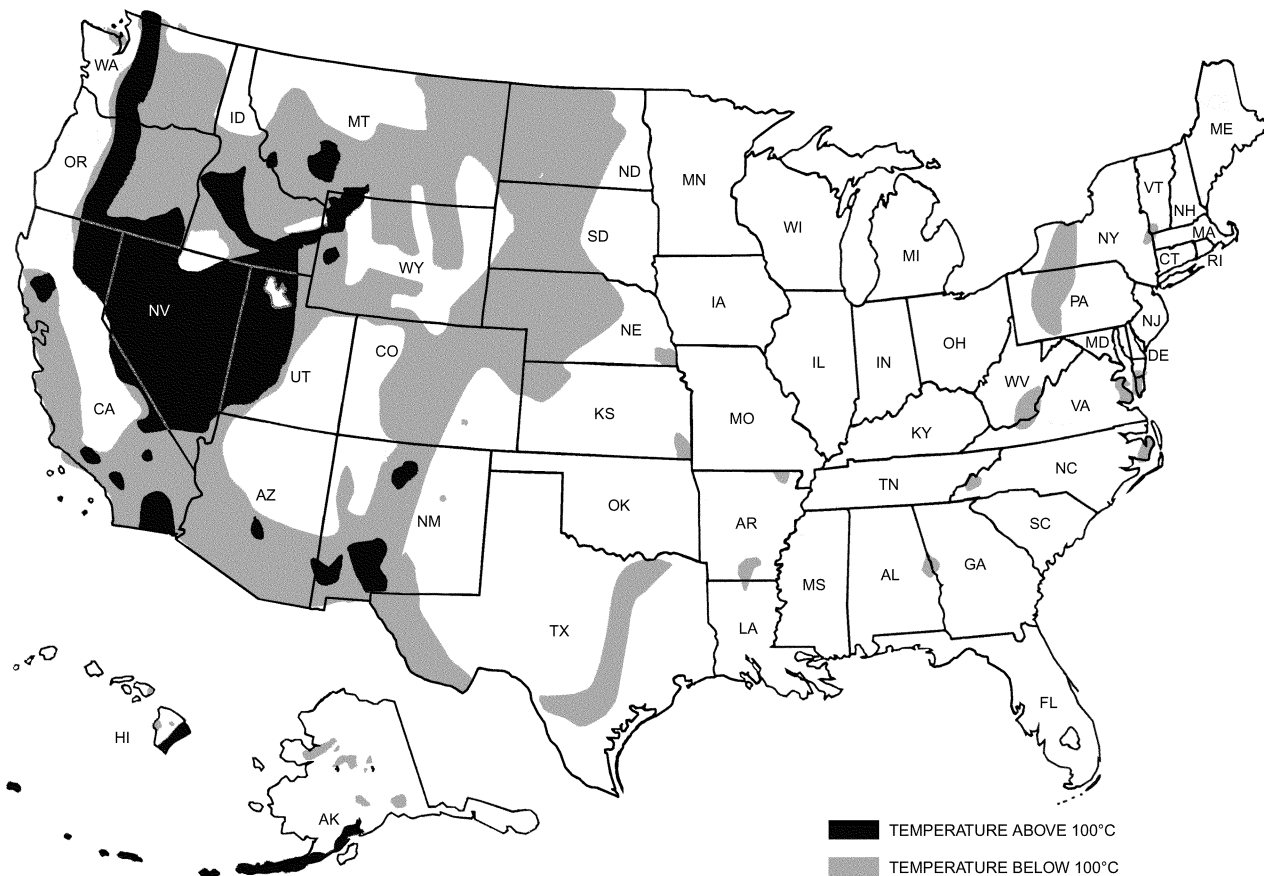 WA
OR
ID
MT
ND
MN
WI
MI
ME
VT
NH
NY
MA
CT
RI
SD
WY
IA
NE
NV
CO
UT
CA
KS
MO
IL
IN
OH
PA
NJ
MD
DE
WV
VA
KY
AZ
NM
OK
AR
TN
NC
SC
MS
AL
GA
TX
LA
FL
HI
AK
TEMPERATURE ABOVE 100°C
TEMPERATURE BELOW 100°C